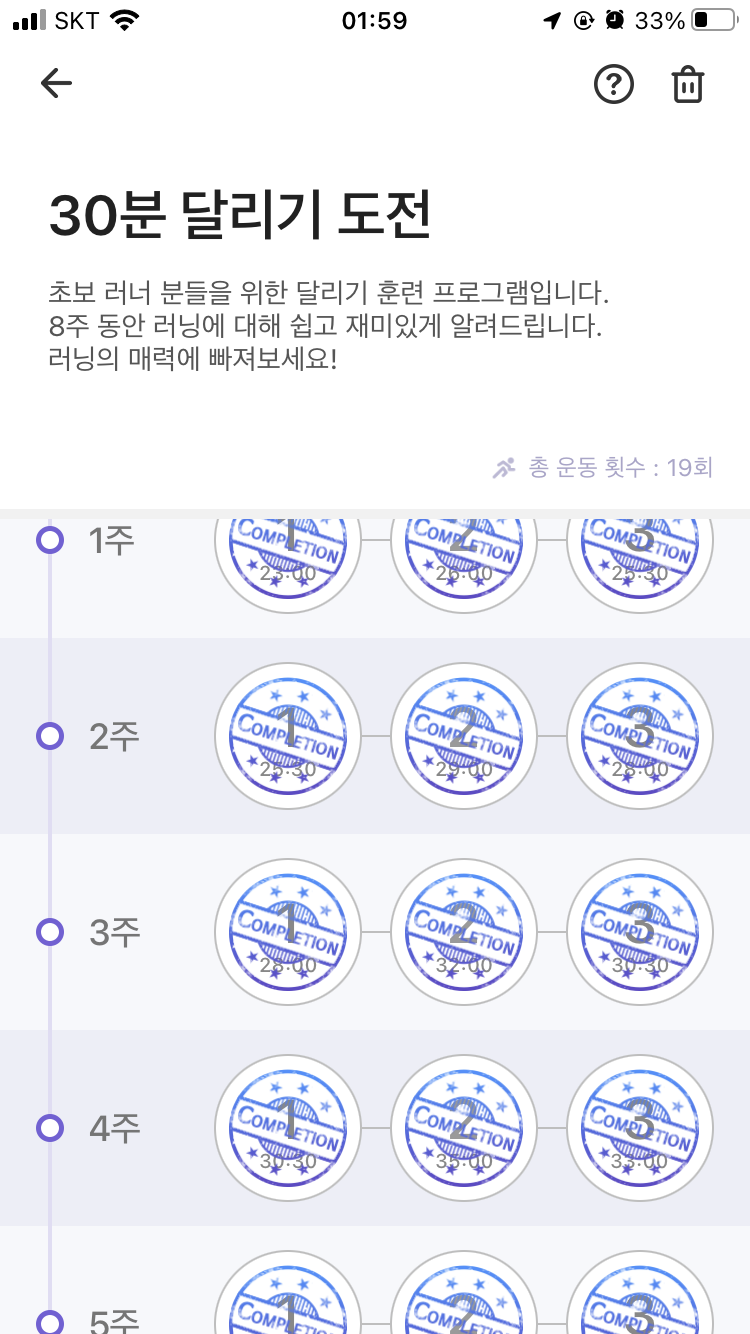 SKT 01:59 33%
30분 달리기 도전
초보 러너 분들을 위한 달리기 훈련 프로그램입니다.
8주 동안 러닝에 대해 쉽고 재미있게 알려드립니다.
러닝의 매력에 빠져보세요!
총 운동 횟수 : 19회
1주 1 COMPLETION 23:00 2 COMPLETION 26:00 3 COMPLETION 25:30
2주 1 COMPLETION 25:30 2 COMPLETION 29:00 3 COMPLETION 28:00
3주 1 COMPLETION 28:00 2 COMPLETION 32:00 3 COMPLETION 30:30
4주 1 COMPLETION 30:30 2 COMPLETION 35:00 3 COMPLETION 33:00
5주 1 COMPLETION 2 COMPLETION 3 COMPLETION